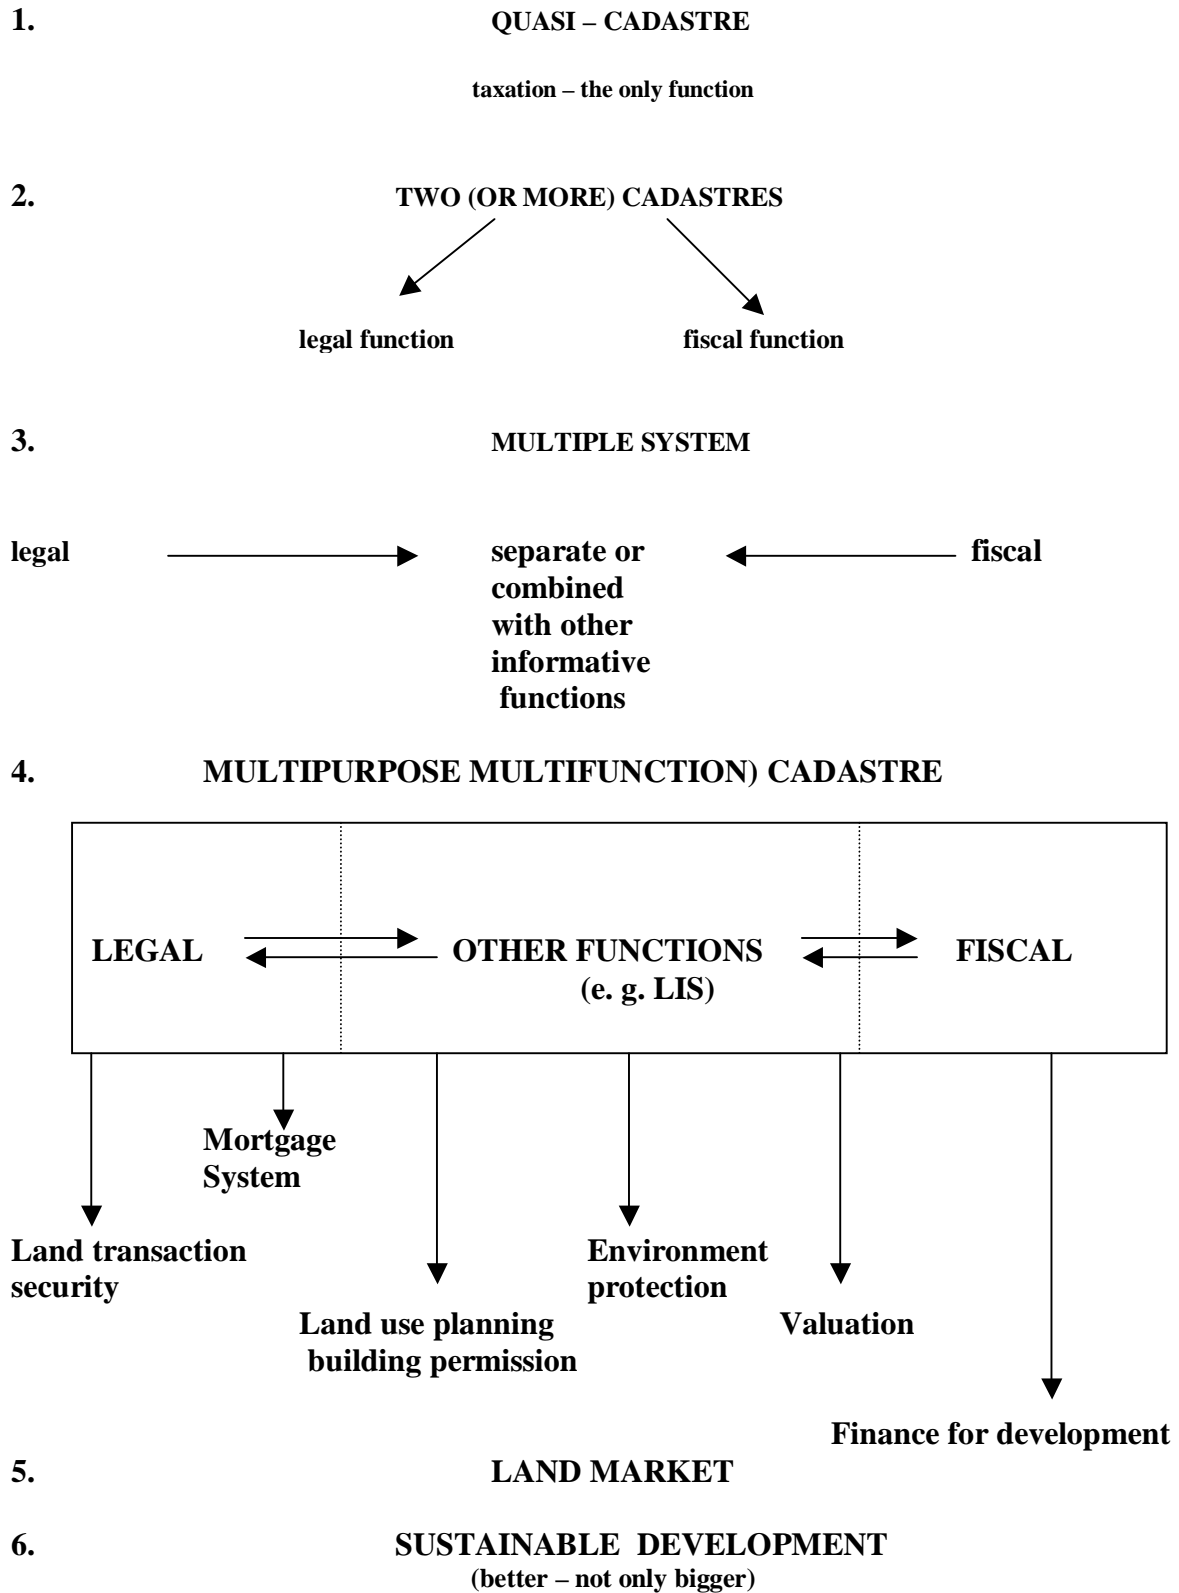 1. QUASI – CADASTRE
taxation – the only function
2. TWO (OR MORE) CADASTRES
legal function fiscal function
3. MULTIPLE SYSTEM
legal separate or fiscal
combined
with other
informative
functions
4. MULTIPURPOSE MULTIFUNCTION) CADASTRE
LEGAL OTHER FUNCTIONS FISCAL
(e. g. LIS)
Mortgage
System
Land transaction
security
Environment
protection
Land use planning
building permission
Valuation
Finance for development
5. LAND MARKET
6. SUSTAINABLE DEVELOPMENT
(better – not only bigger)